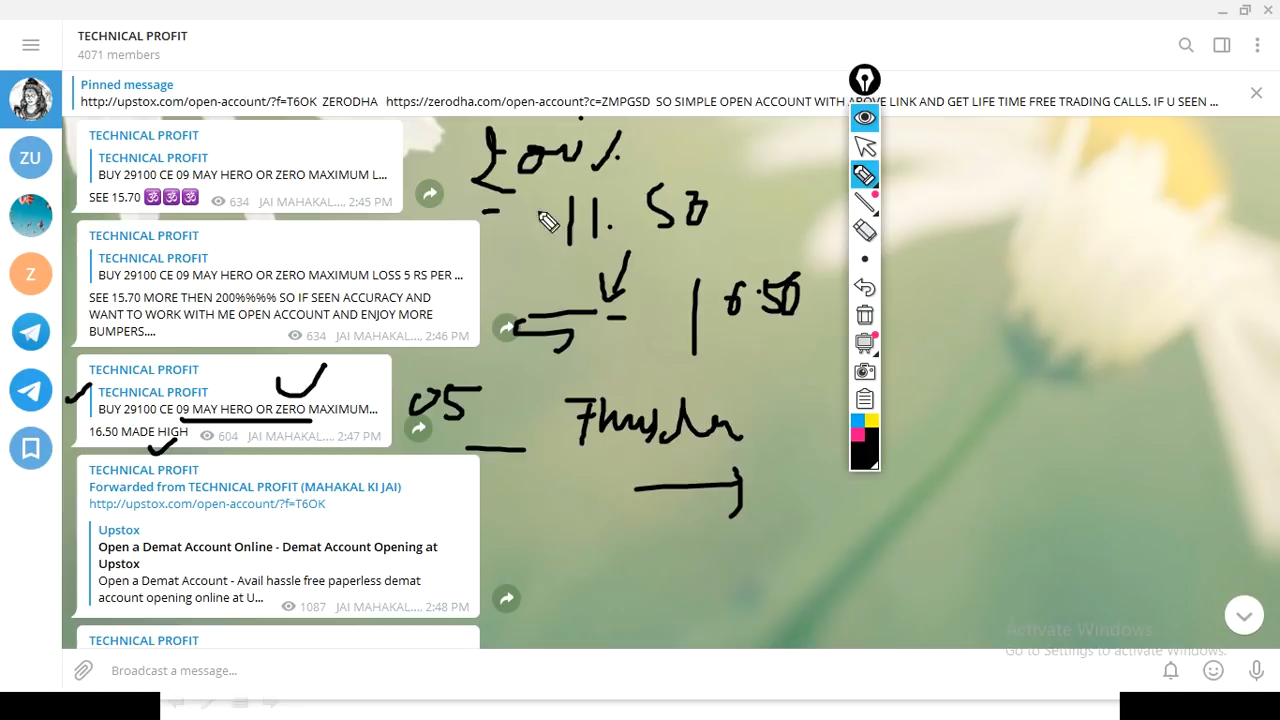 TECHNICAL PROFIT
4071 members
Pinned message
http://upstox.com/open-account/?f=T6OK ZERODHA https://zerodha.com/open-account?c=ZMPGSD SO SIMPLE OPEN ACCOUNT WITH ABOVE LINK AND GET LIFE TIME FREE TRADING CALLS. IF U SEEN ...
ZU
Z
TECHNICAL PROFIT
TECHNICAL PROFIT
BUY 29100 CE 09 MAY HERO OR ZERO MAXIMUM L...
SEE 15.70 🕉🕉🕉 634 JAI MAHAKAL...., 2:45 PM
TECHNICAL PROFIT
TECHNICAL PROFIT
BUY 29100 CE 09 MAY HERO OR ZERO MAXIMUM LOSS 5 RS PER ...
SEE 15.70 MORE THEN 200%%%% SO IF SEEN ACCURACY AND
WANT TO WORK WITH ME OPEN ACCOUNT AND ENJOY MORE
BUMPERS.... 634 JAI MAHAKAL...., 2:45 PM
TECHNICAL PROFIT
TECHNICAL PROFIT
BUY 29100 CE 09 MAY HERO OR ZERO MAXIMUM...
16.50 MADE HIGH 604 JAI MAHAKAL...., 2:47 PM
TECHNICAL PROFIT
Forwarded from TECHNICAL PROFIT (MAHAKAL KI JAI)
http://upstox.com/open-account/?f=T6OK
Upstox
Open a Demat Account Online - Demat Account Opening at
Upstox
Open a Demat Account - Avail hassle free paperless demat
account opening online at U... 1087 JAI MAHAKAL...., 2:48 PM
TECHNICAL PROFIT
11. 50
16.50
05
Broadcast a message...
Activate Windows
Go to Settings to activate Windows.